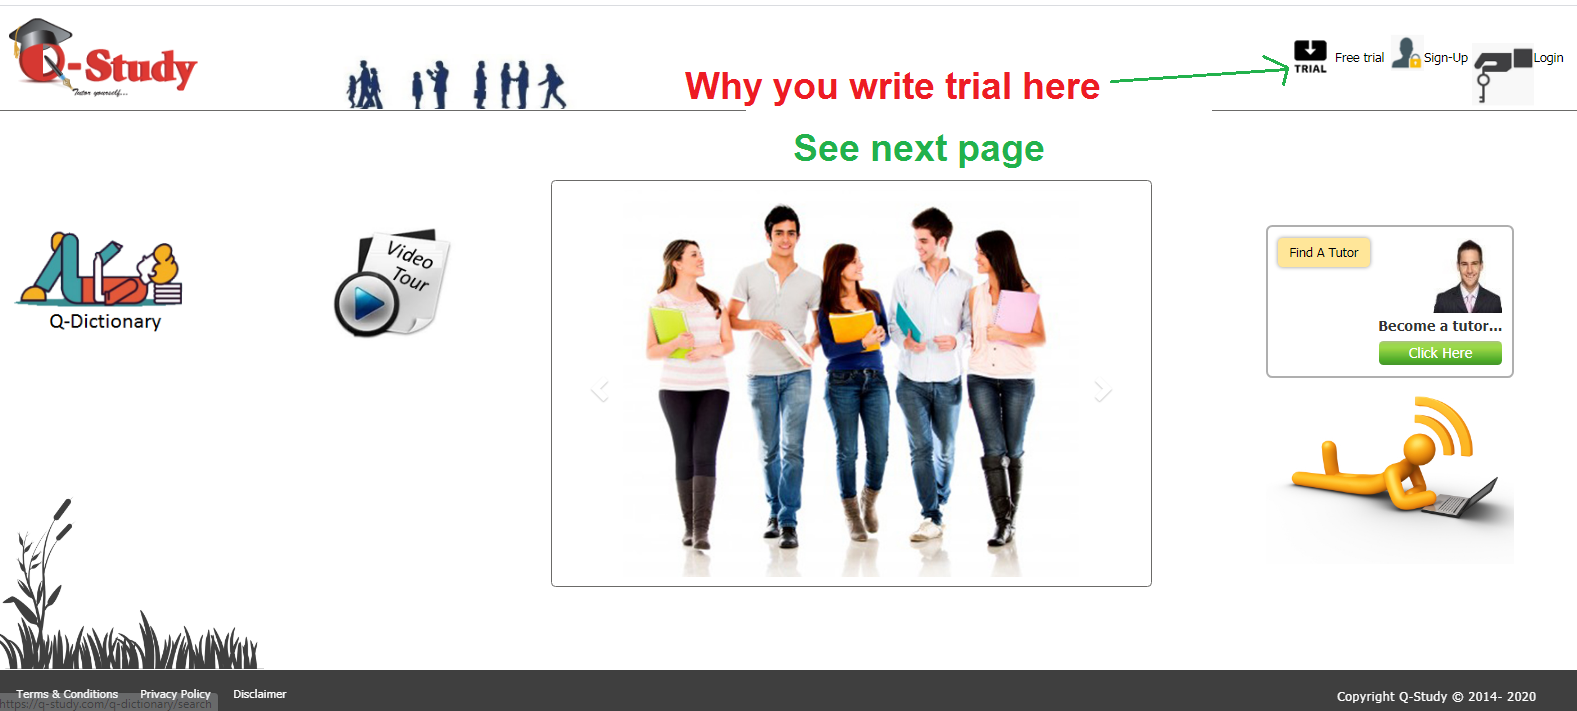 Q-Study
Tutor yourself...
TRIAL
Free trial
Sign-Up
Login
Why you write trial here
See next page
Q-Dictionary
Video
Tour
Find A Tutor
Become a tutor...
Click Here
Terms & Conditions Privacy Policy Disclaimer
https://q-study.com/q-dictionary/search
Copyright Q-Study © 2014- 2020